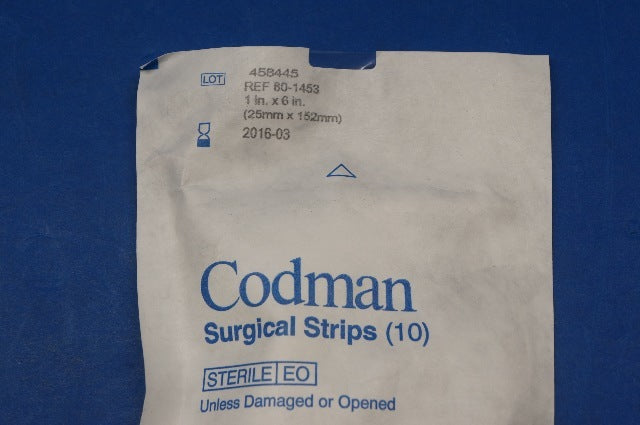 LOT 458445
REF 80-1453
1 in. x 6 in.
(25mm x 152mm)
2016-03
Codman
Surgical Strips (10)
STERILE EO
Unless Damaged or Opened